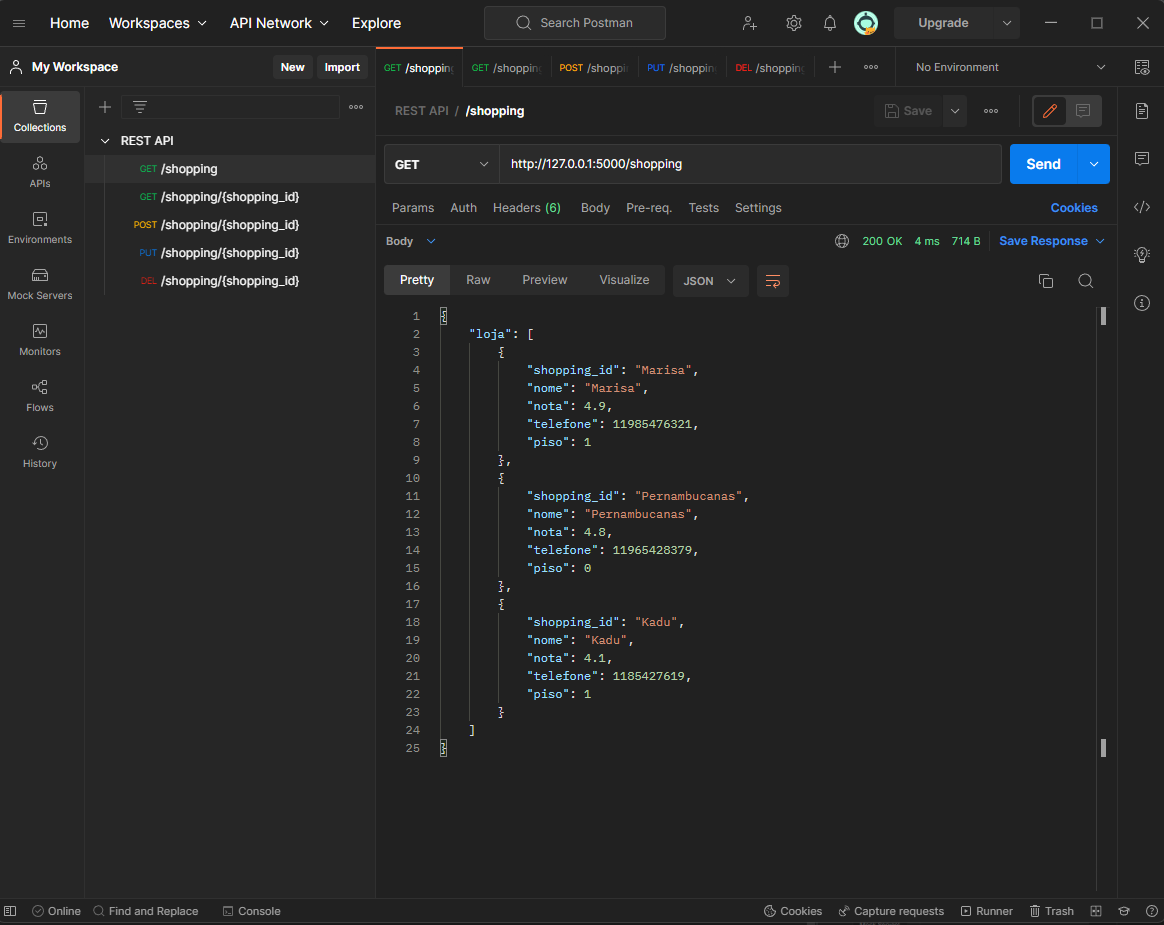 Home Workspaces API Network Explore Search Postman Upgrade
My Workspace New Import GET /shopping GET /shopping POST /shoppi PUT /shopping DEL /shopping No Environment
REST API / /shopping Save
Collections
APIs
Environments
Mock Servers
Monitors
Flows
History
REST API
GET /shopping
GET /shopping/{shopping_id}
POST /shopping/{shopping_id}
PUT /shopping/{shopping_id}
DEL /shopping/{shopping_id}
GET http://127.0.0.1:5000/shopping Send
Params Auth Headers (6) Body Pre-req. Tests Settings Cookies
Body 200 OK 4 ms 714 B Save Response
Pretty Raw Preview Visualize JSON
1 {
2 "loja": [
3 {
4 "shopping_id": "Marisa",
5 "nome": "Marisa",
6 "nota": 4.9,
7 "telefone": 11985476321,
8 "piso": 1
9 },
10 {
11 "shopping_id": "Pernambucanas",
12 "nome": "Pernambucanas",
13 "nota": 4.8,
14 "telefone": 11965428379,
15 "piso": 0
16 },
17 {
18 "shopping_id": "Kadu",
19 "nome": "Kadu",
20 "nota": 4.1,
21 "telefone": 1185427619,
22 "piso": 1
23 }
24 ]
25 }
Online Find and Replace Console Cookies Capture requests Runner Trash